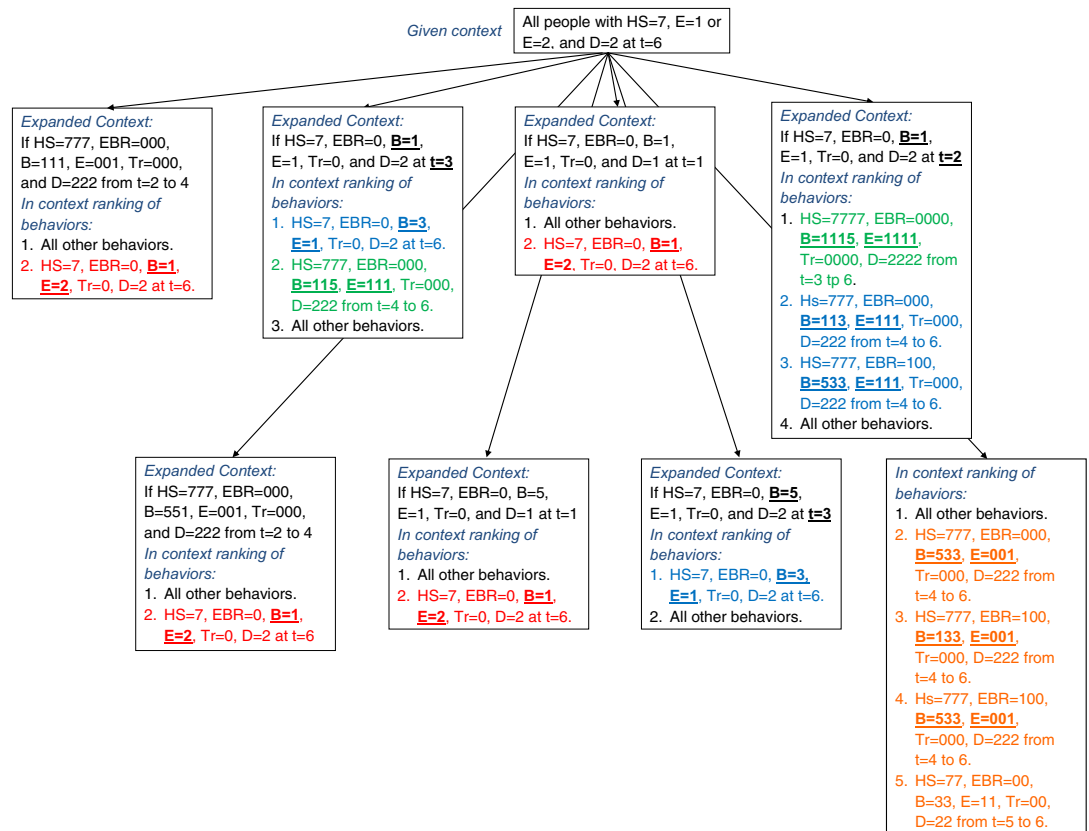 Given context
All people with HS=7, E=1 or
E=2, and D=2 at t=6
Expanded Context:
If HS=777, EBR=000,
B=111, E=001, Tr=000,
and D=222 from t=2 to 4
In context ranking of
behaviors:
1. All other behaviors.
2. HS=7, EBR=0, B=1,
E=2, Tr=0, D=2 at t=6.
Expanded Context:
If HS=7, EBR=0, B=1,
E=1, Tr=0, and D=2 at t=3
In context ranking of
behaviors:
1. HS=7, EBR=0, B=3,
E=1, Tr=0, D=2 at t=6.
2. HS=777, EBR=000,
B=115, E=111, Tr=000,
D=222 from t=4 to 6.
3. All other behaviors.
Expanded Context:
If HS=7, EBR=0, B=1,
E=1, Tr=0, and D=1 at t=1
In context ranking of
behaviors:
1. All other behaviors.
2. HS=7, EBR=0, B=1,
E=2, Tr=0, D=2 at t=6.
Expanded Context:
If HS=7, EBR=0, B=1,
E=1, Tr=0, and D=2 at t=2
In context ranking of
behaviors:
1. HS=7777, EBR=0000,
B=1115, E=1111,
Tr=0000, D=2222 from
t=3 tp 6.
2. Hs=777, EBR=000,
B=113, E=111, Tr=000,
D=222 from t=4 to 6.
3. HS=777, EBR=100,
B=533, E=111, Tr=000,
D=222 from t=4 to 6.
4. All other behaviors.
Expanded Context:
If HS=777, EBR=000,
B=551, E=001, Tr=000,
and D=222 from t=2 to 4
In context ranking of
behaviors:
1. All other behaviors.
2. HS=7, EBR=0, B=1,
E=2, Tr=0, D=2 at t=6
Expanded Context:
If HS=7, EBR=0, B=5,
E=1, Tr=0, and D=1 at t=1
In context ranking of
behaviors:
1. All other behaviors.
2. HS=7, EBR=0, B=1,
E=2, Tr=0, D=2 at t=6.
Expanded Context:
If HS=7, EBR=0, B=5,
E=1, Tr=0, and D=2 at t=3
In context ranking of
behaviors:
1. HS=7, EBR=0, B=3,
E=1, Tr=0, D=2 at t=6.
2. All other behaviors.
In context ranking of
behaviors:
1. All other behaviors.
2. HS=777, EBR=000,
B=533, E=001,
Tr=000, D=222 from
t=4 to 6.
3. HS=777, EBR=100,
B=133, E=001,
Tr=000, D=222 from
t=4 to 6.
4. Hs=777, EBR=100,
B=533, E=001,
Tr=000, D=222 from
t=4 to 6.
5. HS=77, EBR=00,
B=33, E=11, Tr=00,
D=22 from t=5 to 6.